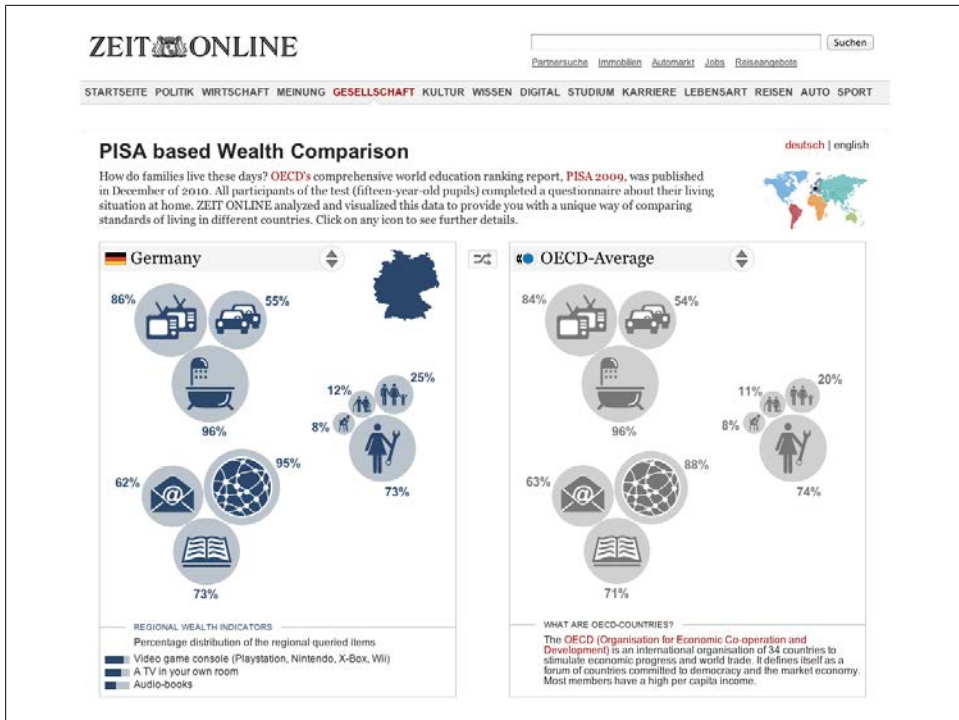 ZEIT ONLINE
Suchen
Partnersuche Immobilien Automarkt Jobs Reiseangebote
STARTSEITE POLITIK WIRTSCHAFT MEINUNG GESELLSCHAFT KULTUR WISSEN DIGITAL STUDIUM KARRIERE LEBENSART REISEN AUTO SPORT
PISA based Wealth Comparison
deutsch | english
How do families live these days? OECD's comprehensive world education ranking report, PISA 2009, was published
in December of 2010. All participants of the test (fifteen-year-old pupils) completed a questionnaire about their living
situation at home. ZEIT ONLINE analyzed and visualized this data to provide you with a unique way of comparing
standards of living in different countries. Click on any icon to see further details.
Germany
86%
55%
96%
12%
25%
8%
73%
62%
@
95%
73%
REGIONAL WEALTH INDICATORS
Percentage distribution of the regional queried items
Video game console (Playstation, Nintendo, X-Box, Wii)
A TV in your own room
Audio-books
OECD-Average
84%
54%
96%
11%
20%
8%
74%
63%
@
88%
71%
WHAT ARE OECD-COUNTRIES?
The OECD (Organisation for Economic Co-operation and
Development) is an international organisation of 34 countries to
stimulate economic progress and world trade. It defines itself as a
forum of countries committed to democracy and the market economy.
Most members have a high per capita income.